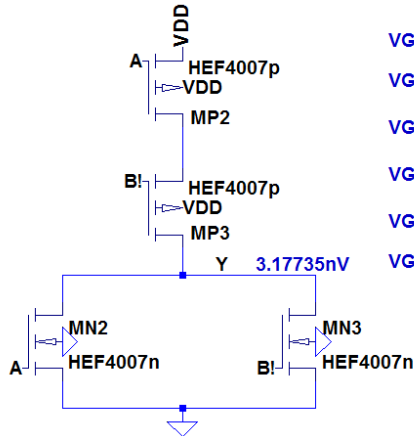 VDD
VG
A
HEF4007p
VDD
VG
MP2
VG
B!
HEF4007p
VG
VDD
MP3
VG
Y 3.17735nV
VG
MN2
MN3
HEF4007n
HEF4007n
A
B!